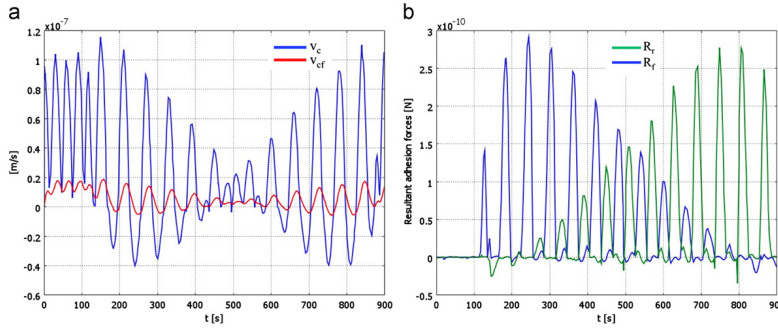 a
x10^-7
1.2
1
0.8
0.6
0.4
0.2
0
-0.2
-0.4
-0.6
[m/s]
v_c
v_cf
0 100 200 300 400 500 600 700 800 900
t [s]
b
x10^-10
3
2.5
2
1.5
1
0.5
0
-0.5
Resultant adhesion forces [N]
R_r
R_f
0 100 200 300 400 500 600 700 800 900
t [s]